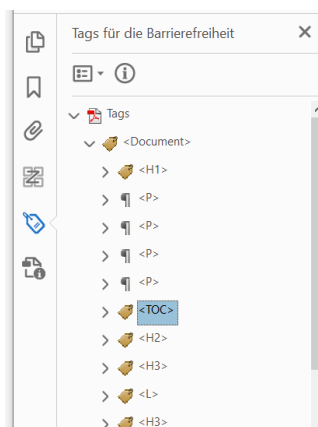 Tags für die Barrierefreiheit
Tags
<Document>
<H1>
<P>
<P>
<P>
<P>
<TOC>
<H2>
<H3>
<L>
<H3>